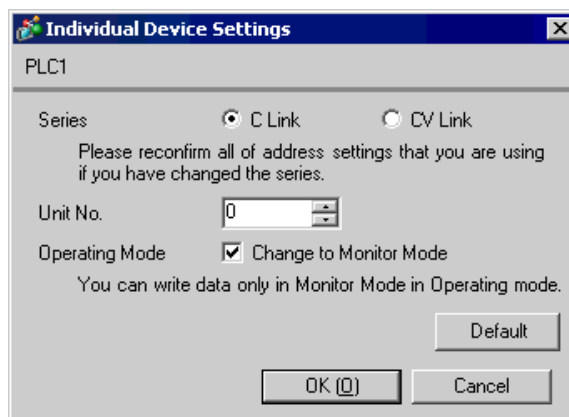 Individual Device Settings
PLC1
Series C Link CV Link
Please reconfirm all of address settings that you are using
if you have changed the series.
Unit No. 0
Operating Mode Change to Monitor Mode
You can write data only in Monitor Mode in Operating mode.
Default
OK (O) Cancel